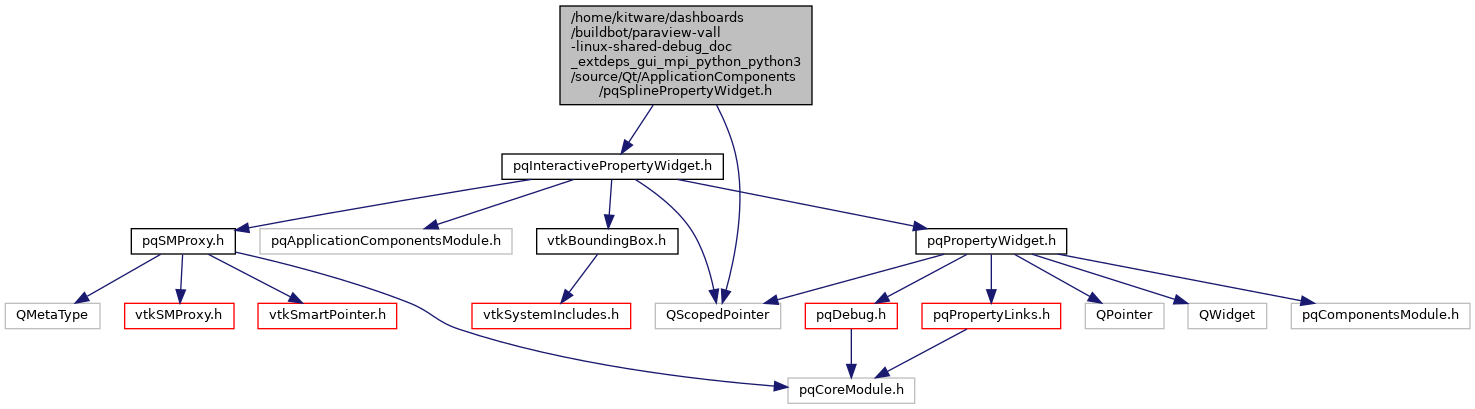 /home/kitware/dashboards
/buildbot/paraview-vall
-linux-shared-debug_doc
_extdeps_gui_mpi_python_python3
/source/Qt/ApplicationComponents
/pqSplinePropertyWidget.h
pqInteractivePropertyWidget.h
pqSMProxy.h
pqApplicationComponentsModule.h
vtkBoundingBox.h
pqPropertyWidget.h
QMetaType
vtkSMProxy.h
vtkSmartPointer.h
vtkSystemIncludes.h
QScopedPointer
pqDebug.h
pqPropertyLinks.h
QPointer
QWidget
pqComponentsModule.h
pqCoreModule.h